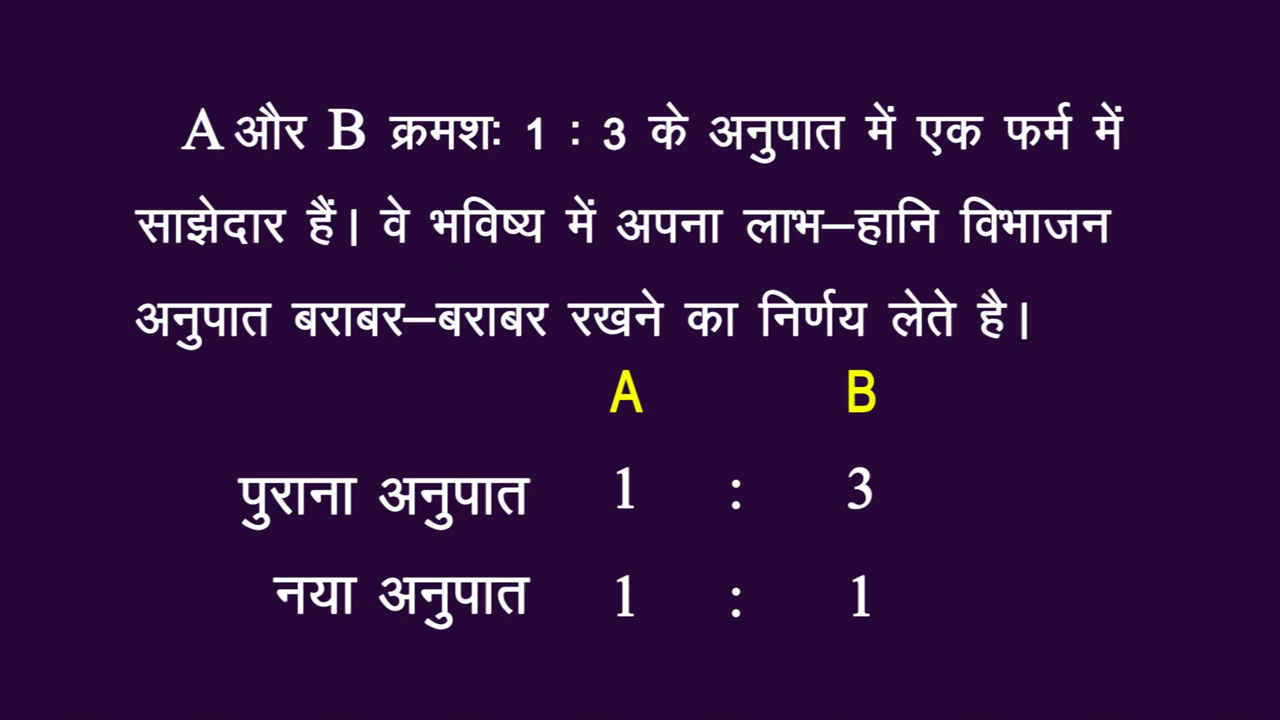 A और B क्रमशः 1 : 3 के अनुपात में एक फर्म में
साझेदार हैं। वे भविष्य में अपना लाभ–हानि विभाजन
अनुपात बराबर–बराबर रखने का निर्णय लेते है।
A B
पुराना अनुपात 1 : 3
नया अनुपात 1 : 1